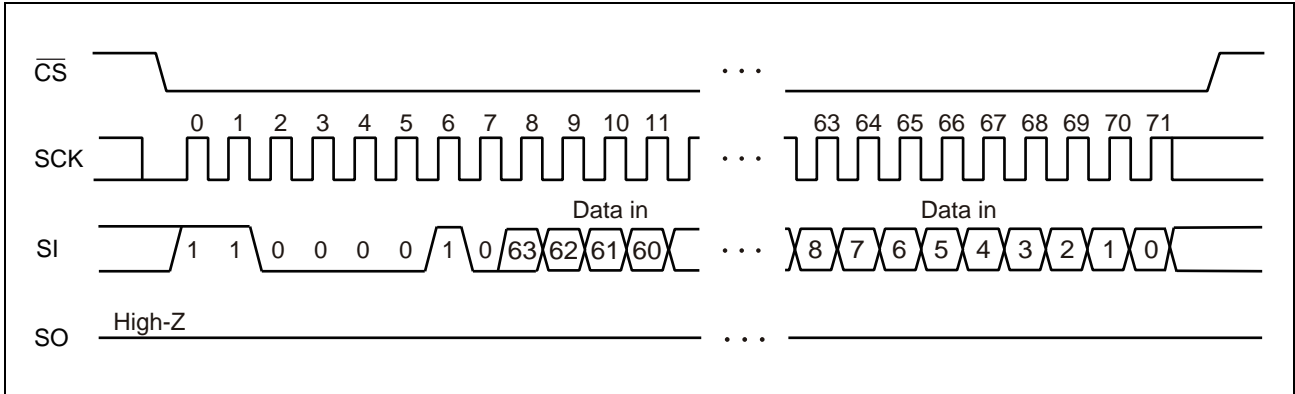 CS
0 1 2 3 4 5 6 7 8 9 10 11 63 64 65 66 67 68 69 70 71
SCK
Data in Data in
SI 1 1 0 0 0 0 1 0 63 62 61 60 8 7 6 5 4 3 2 1 0
High-Z
SO